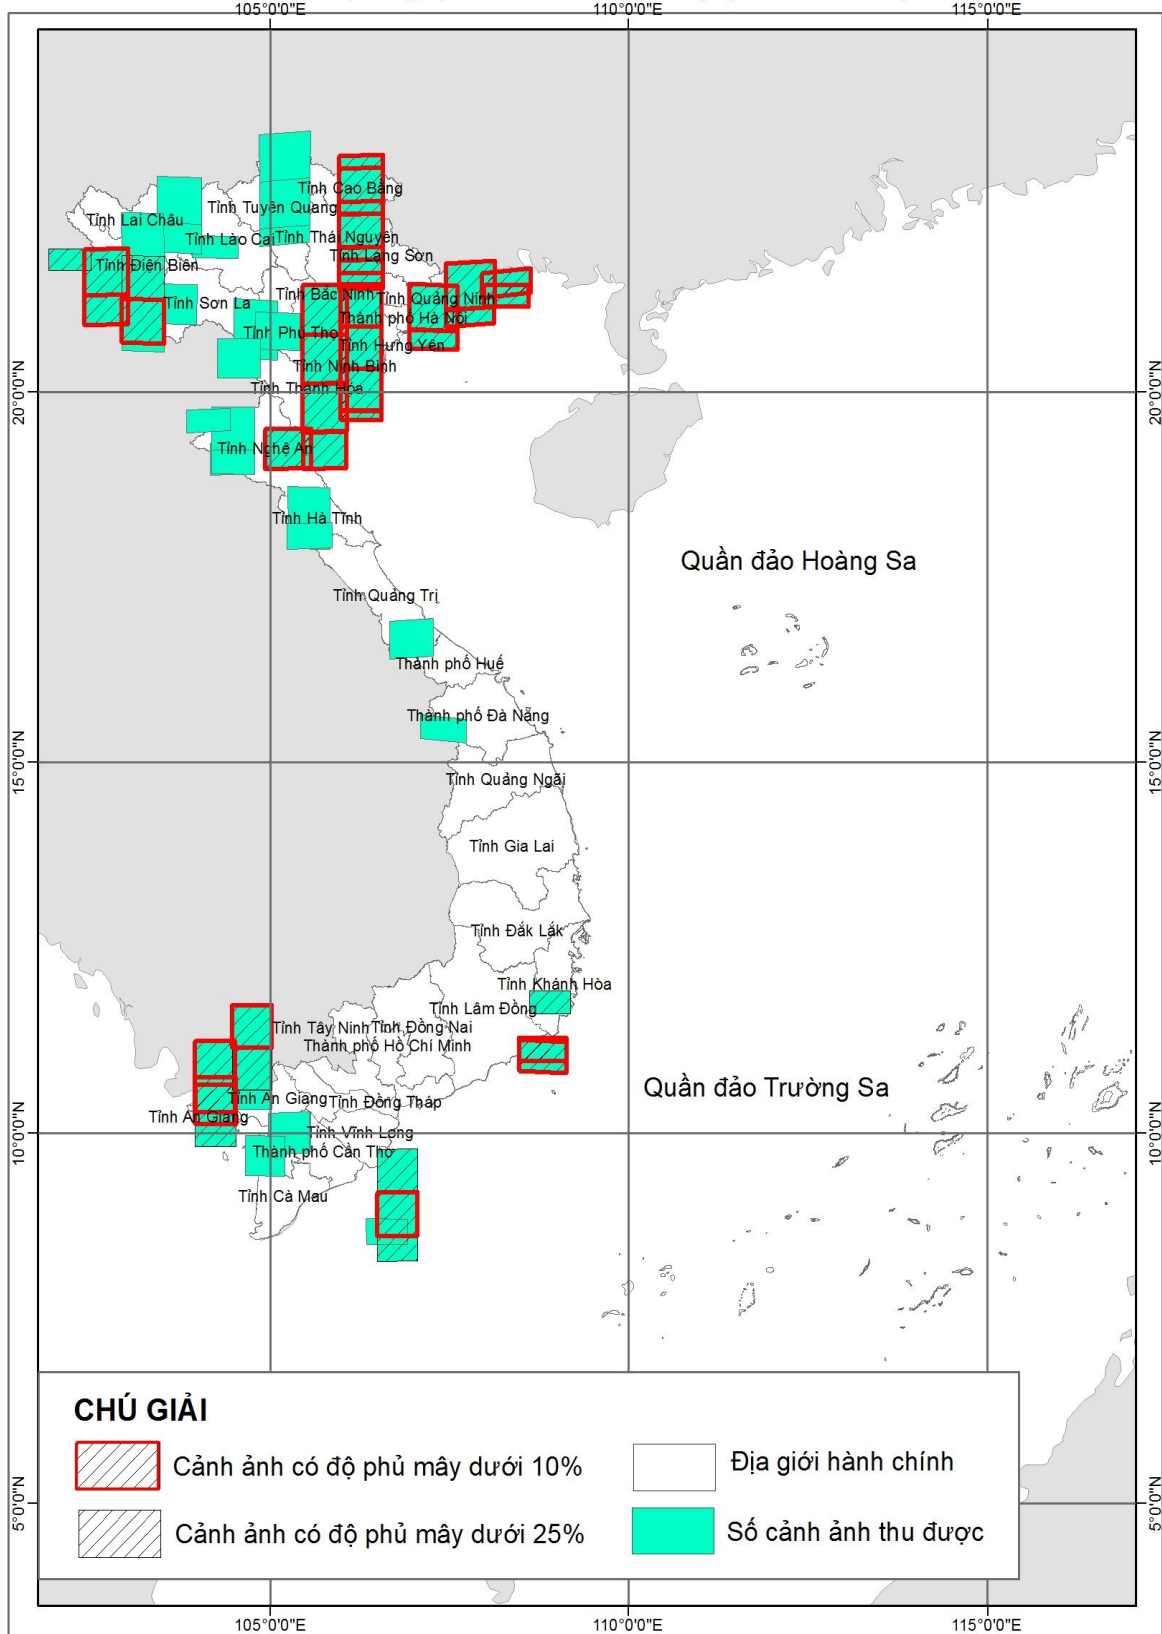 105°0'0"E
110°0'0"E
115°0'0"E
Tỉnh Cao Bằng
Tỉnh Tuyên Quang
Tỉnh Lai Châu
Tỉnh Lào Cai
Tỉnh Thái Nguyên
Tỉnh Lạng Sơn
Tỉnh Điện Biên
Tỉnh Bắc Ninh
Tỉnh Quảng Ninh
Tỉnh Sơn La
Thành phố Hà Nội
Tỉnh Phú Thọ
Tỉnh Hưng Yên
Tỉnh Ninh Bình
Tỉnh Thanh Hóa
20°0'0"N
20°0'0"N
Tỉnh Nghệ An
Tỉnh Hà Tĩnh
Quần đảo Hoàng Sa
Tỉnh Quảng Trị
Thành phố Huế
Thành phố Đà Nẵng
15°0'0"N
15°0'0"N
Tỉnh Quảng Ngãi
Tỉnh Gia Lai
Tỉnh Đắk Lắk
Tỉnh Khánh Hòa
Tỉnh Lâm Đồng
Tỉnh Tây Ninh
Tỉnh Đồng Nai
Thành phố Hồ Chí Minh
Quần đảo Trường Sa
Tỉnh An Giang
Tỉnh Đồng Tháp
Tỉnh An Giang
Tỉnh Vĩnh Long
10°0'0"N
10°0'0"N
Thành phố Cần Thơ
Tỉnh Cà Mau
CHÚ GIẢI
Cảnh ảnh có độ phủ mây dưới 10%
Địa giới hành chính
Cảnh ảnh có độ phủ mây dưới 25%
Số cảnh ảnh thu được
5°0'0"N
5°0'0"N
105°0'0"E
110°0'0"E
115°0'0"E